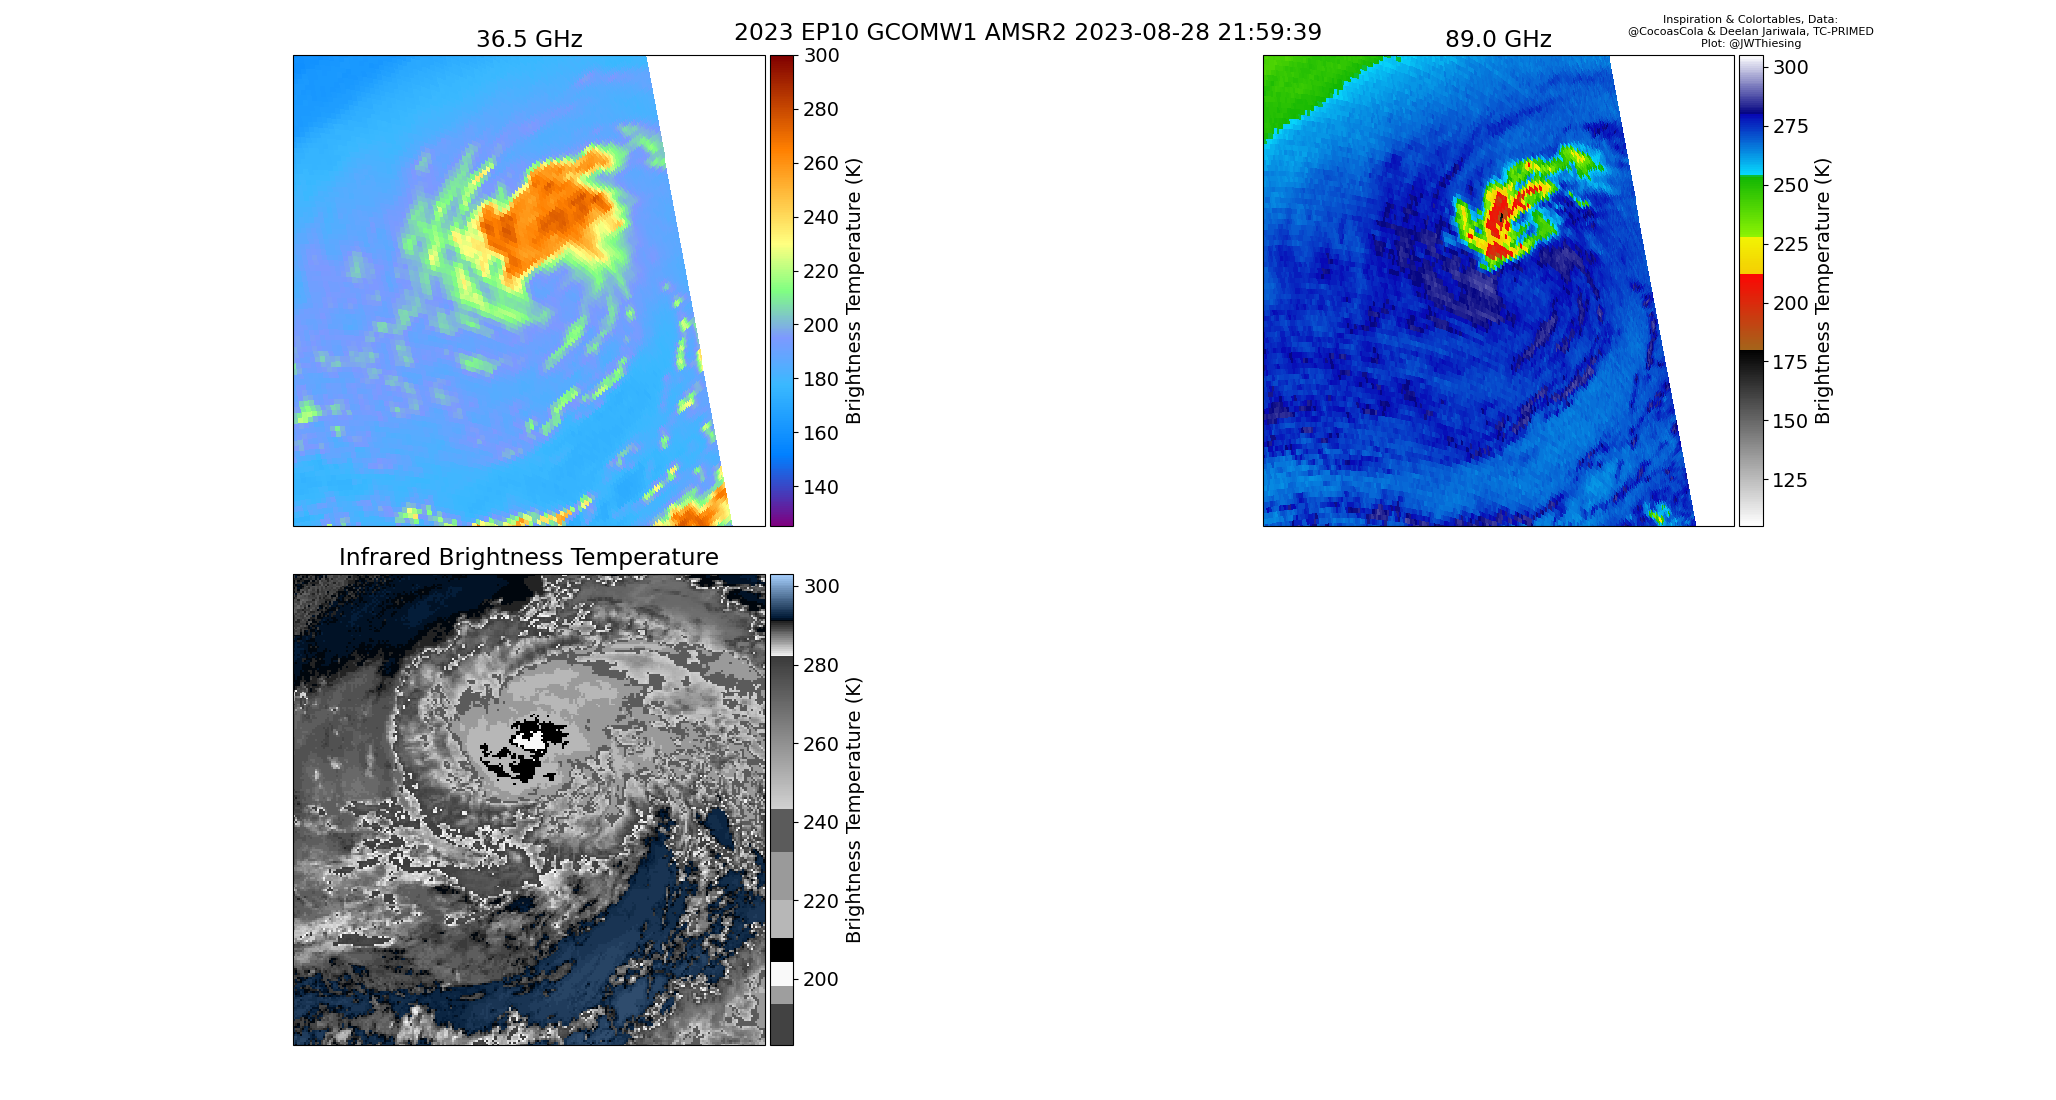 2023 EP10 GCOMW1 AMSR2 2023-08-28 21:59:39
Inspiration & Colortables, Data:
@CocoasCola & Deelan Jariwala, TC-PRIMED
Plot: @JWThiesing
36.5 GHz
300
280
260
240
220
200
180
160
140
Brightness Temperature (K)
89.0 GHz
300
275
250
225
200
175
150
125
Brightness Temperature (K)
Infrared Brightness Temperature
300
280
260
240
220
200
Brightness Temperature (K)